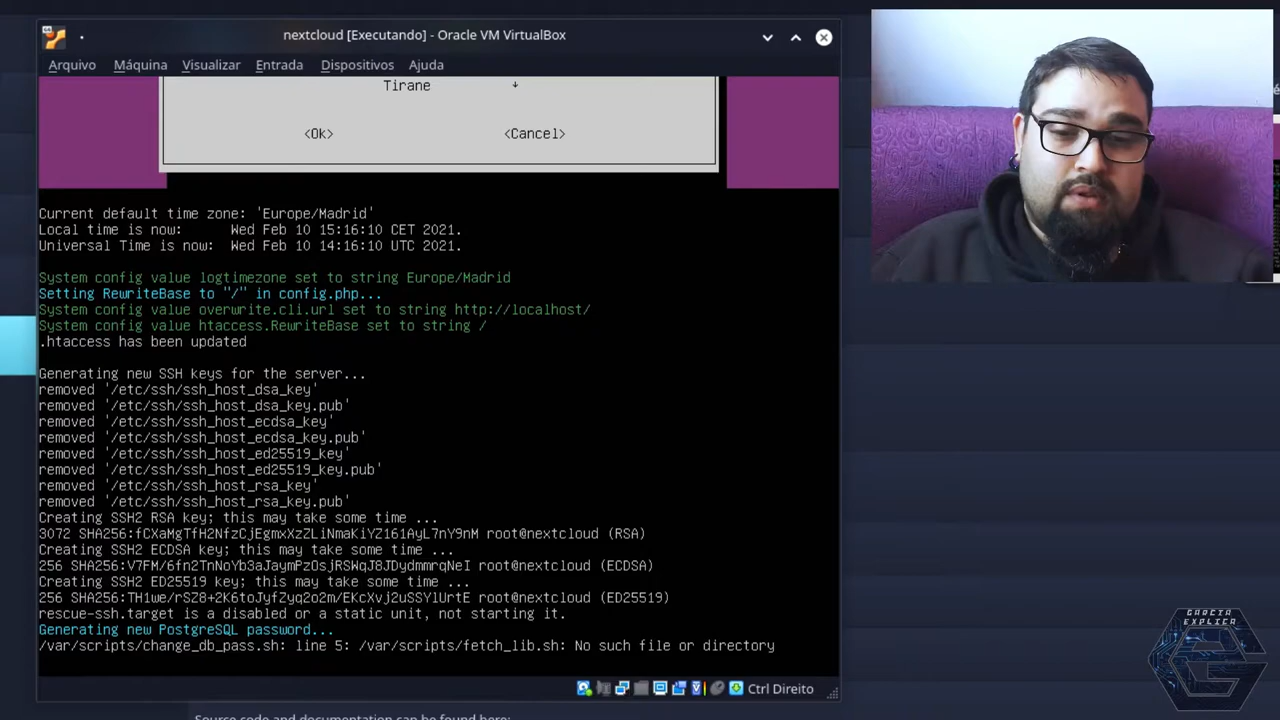 nextcloud [Executando] - Oracle VM VirtualBox
Arquivo Máquina Visualizar Entrada Dispositivos Ajuda
Tirane ↓
<Ok> <Cancel>
Current default time zone: 'Europe/Madrid'
Local time is now: Wed Feb 10 15:16:10 CET 2021.
Universal Time is now: Wed Feb 10 14:16:10 UTC 2021.
System config value logtimezone set to string Europe/Madrid
Setting RewriteBase to "/" in config.php...
System config value overwrite.cli.url set to string http://localhost/
System config value htaccess.RewriteBase set to string /
.htaccess has been updated
Generating new SSH keys for the server...
removed '/etc/ssh/ssh_host_dsa_key'
removed '/etc/ssh/ssh_host_dsa_key.pub'
removed '/etc/ssh/ssh_host_ecdsa_key'
removed '/etc/ssh/ssh_host_ecdsa_key.pub'
removed '/etc/ssh/ssh_host_ed25519_key'
removed '/etc/ssh/ssh_host_ed25519_key.pub'
removed '/etc/ssh/ssh_host_rsa_key'
removed '/etc/ssh/ssh_host_rsa_key.pub'
Creating SSH2 RSA key; this may take some time ...
3072 SHA256:fCXaMgTfH2NfzCjEgmxXzZLiNmaKiYZ161AyL7nY9nM root@nextcloud (RSA)
Creating SSH2 ECDSA key; this may take some time ...
256 SHA256:V7FM/6fn2TnNoYb3aJaymPzOsjRSWqJ8JDydmmrqNeI root@nextcloud (ECDSA)
Creating SSH2 ED25519 key; this may take some time ...
256 SHA256:TH1we/rSZ8+2K6toJyfZyq2o2m/EKcXvj2uSSYlUrtE root@nextcloud (ED25519)
rescue-ssh.target is a disabled or a static unit, not starting it.
Generating new PostgreSQL password...
/var/scripts/change_db_pass.sh: line 5: /var/scripts/fetch_lib.sh: No such file or directory
Ctrl Direito
Source code and documentation can be found here:
GARCIA
EXPLICA